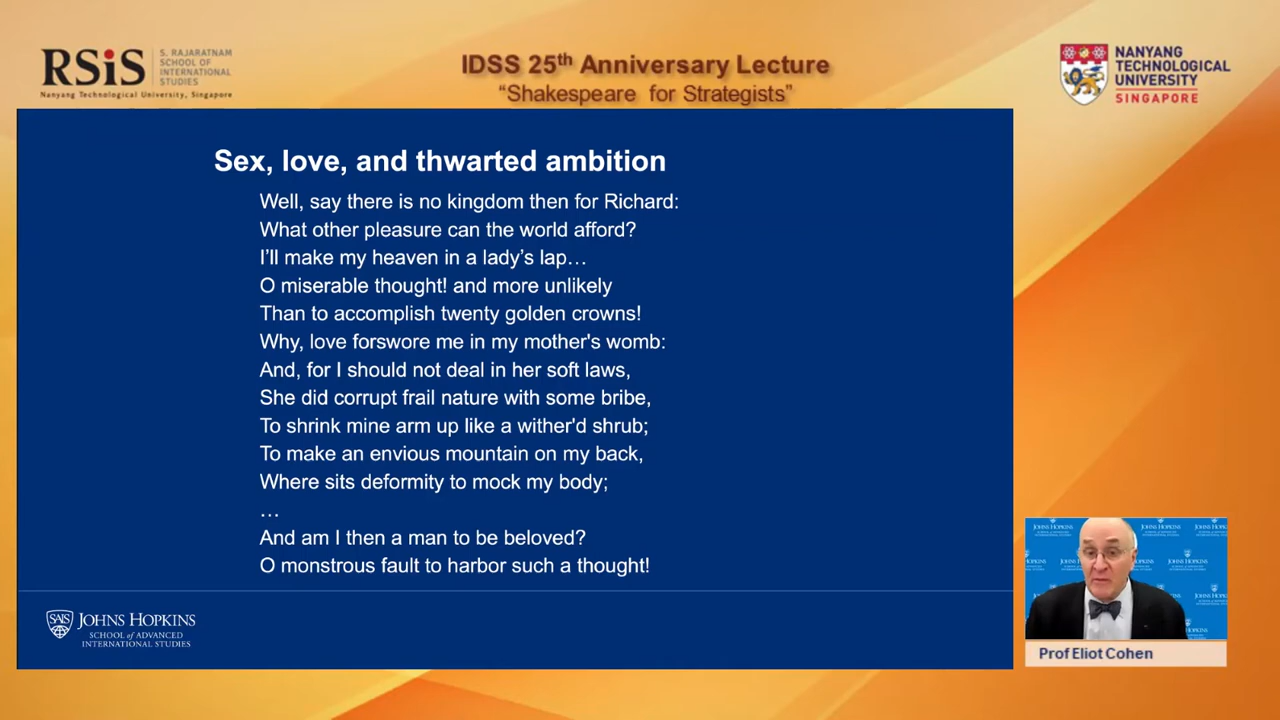 RSiS
S. RAJARATNAM
SCHOOL OF
INTERNATIONAL
STUDIES
Nanyang Technological University, Singapore
IDSS 25th Anniversary Lecture
“Shakespeare for Strategists”
NANYANG
TECHNOLOGICAL
UNIVERSITY
SINGAPORE
Sex, love, and thwarted ambition
Well, say there is no kingdom then for Richard:
What other pleasure can the world afford?
I’ll make my heaven in a lady’s lap…
O miserable thought! and more unlikely
Than to accomplish twenty golden crowns!
Why, love forswore me in my mother's womb:
And, for I should not deal in her soft laws,
She did corrupt frail nature with some bribe,
To shrink mine arm up like a wither'd shrub;
To make an envious mountain on my back,
Where sits deformity to mock my body;
…
And am I then a man to be beloved?
O monstrous fault to harbor such a thought!
SAIS
JOHNS HOPKINS
SCHOOL of ADVANCED
INTERNATIONAL STUDIES
JOHNS HOPKINS
Prof Eliot Cohen